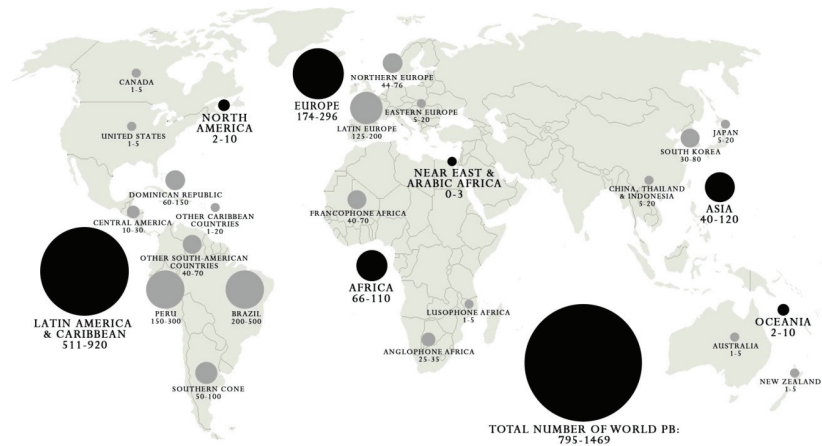 CANADA
1-5
NORTH
AMERICA
2-10
UNITED STATES
1-5
DOMINICAN REPUBLIC
60-150
CENTRAL AMERICA
10-30
OTHER CARIBBEAN
COUNTRIES
1-20
OTHER SOUTH-AMERICAN
COUNTRIES
40-70
LATIN AMERICA
& CARIBBEAN
511-920
PERU
150-300
BRAZIL
200-500
SOUTHERN CONE
50-100
EUROPE
174-296
NORTHERN EUROPE
44-76
EASTERN EUROPE
5-20
LATIN EUROPE
125-200
NEAR EAST &
ARABIC AFRICA
0-3
FRANCOPHONE AFRICA
40-70
AFRICA
66-110
LUSOPHONE AFRICA
1-5
ANGLOPHONE AFRICA
25-35
JAPAN
5-20
SOUTH KOREA
30-80
CHINA, THAILAND
& INDONESIA
5-20
ASIA
40-120
OCEANIA
2-10
AUSTRALIA
1-5
NEW ZEALAND
1-5
TOTAL NUMBER OF WORLD PB:
795-1469